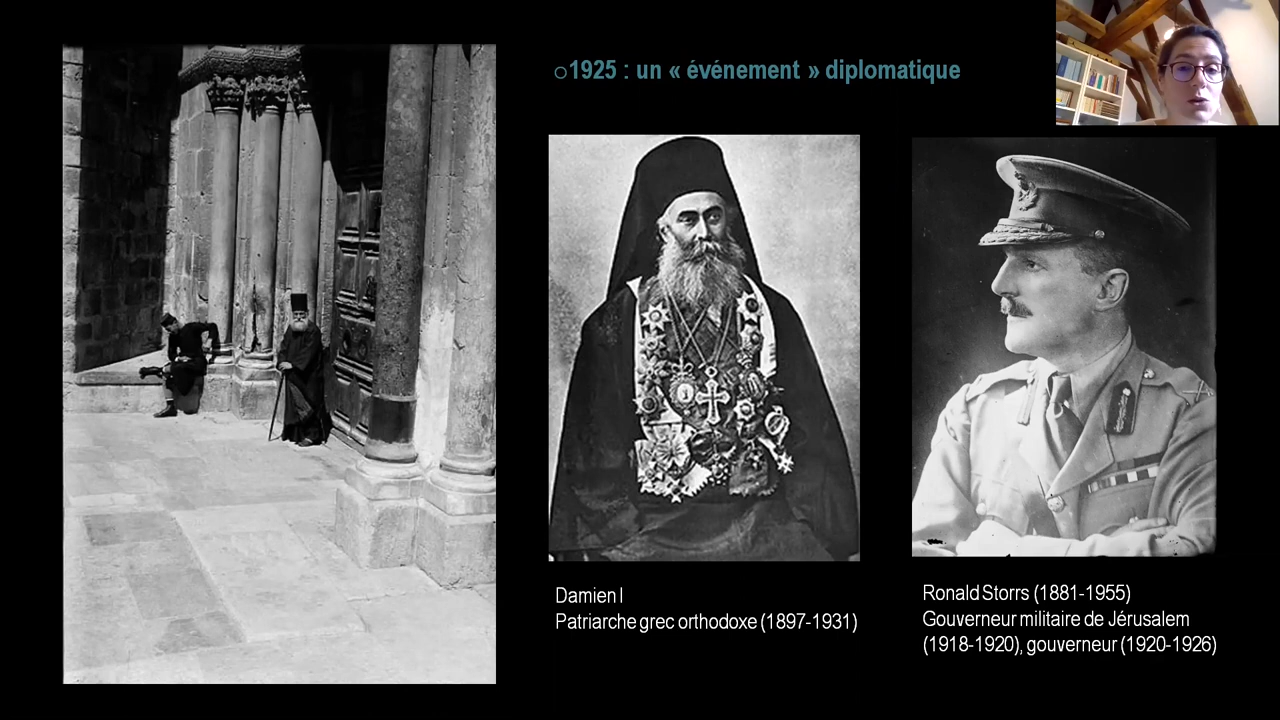 ○1925 : un « événement » diplomatique
Damien I
Patriarche grec orthodoxe (1897-1931)
Ronald Storrs (1881-1955)
Gouverneur militaire de Jérusalem
(1918-1920), gouverneur (1920-1926)